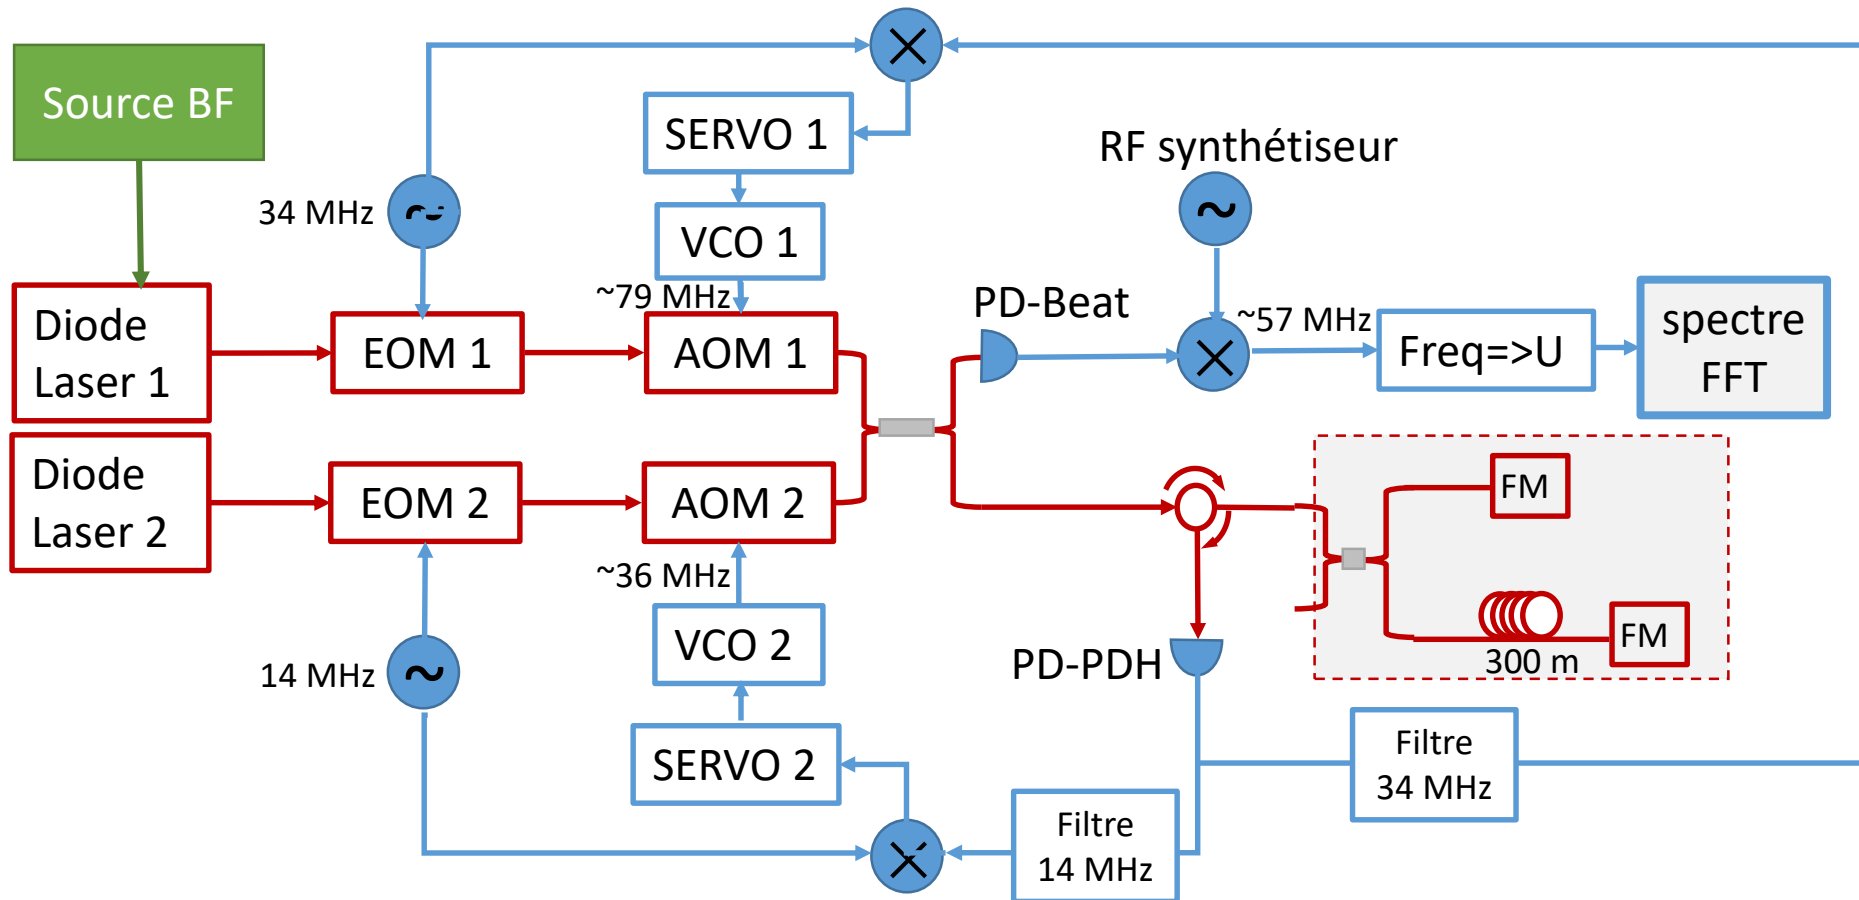 Source BF
SERVO 1
RF synthétiseur
34 MHz
VCO 1
~79 MHz
PD-Beat
~57 MHz
Diode
Laser 1
EOM 1
AOM 1
Freq=>U
spectre
FFT
Diode
Laser 2
EOM 2
AOM 2
FM
~36 MHz
VCO 2
FM
300 m
14 MHz
PD-PDH
SERVO 2
Filtre
34 MHz
Filtre
14 MHz